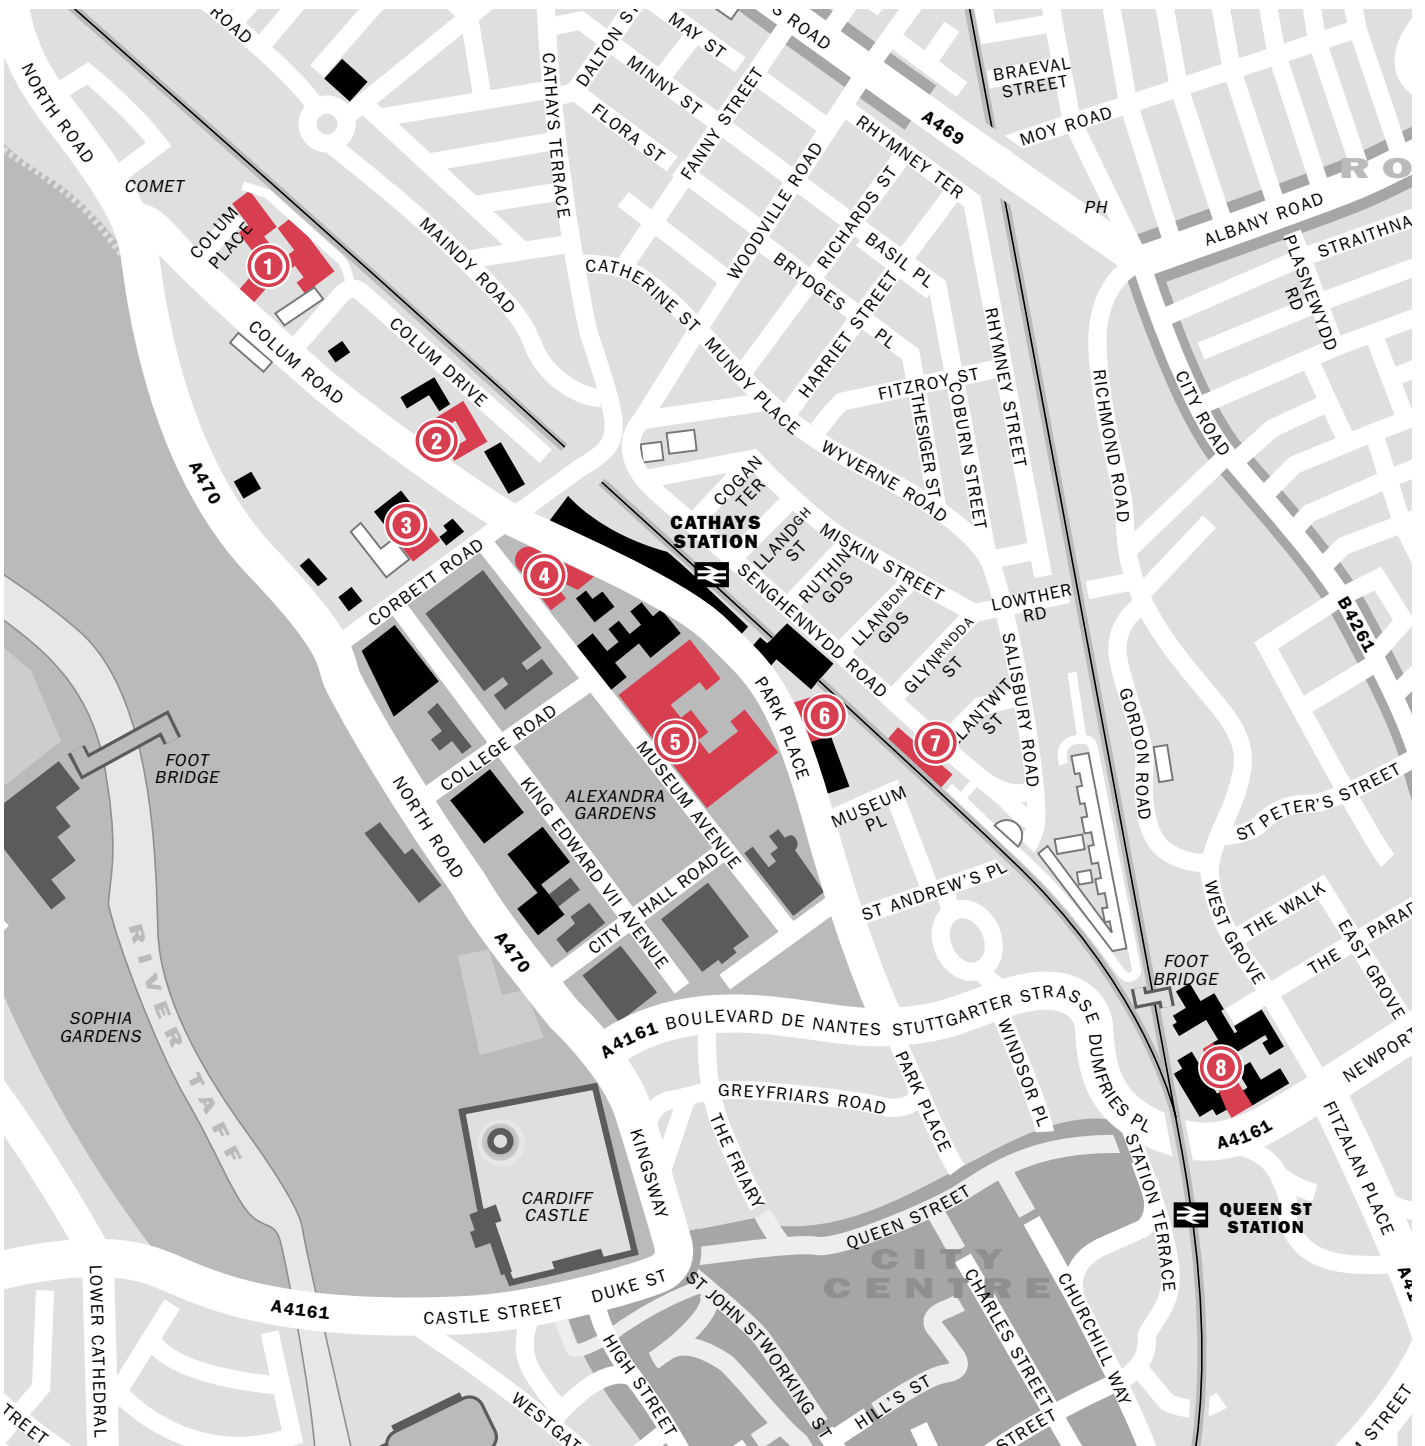 ROAD
DALTON ST
MAY ST
S ROAD
NORTH ROAD
CATHAYS TERRACE
MINNY ST
FLORA ST
FANNY STREET
BRAEVAL
STREET
A469
MOY ROAD
RHYMNEY TER
COMET
WOODVILLE ROAD
RICHARDS ST
PH
ALBANY ROAD
RO
STRAITHNA
PLASNEWYDD
RD
COLUM
PLACE
1
MAINDY ROAD
CATHERINE ST
BASIL PL
BRYDGES
PL
HARRIET STREET
COLUM ROAD
COLUM DRIVE
MUNDY PLACE
RHYMNEY STREET
FITZROY ST
THESIGER ST
COBURN STREET
RICHMOND ROAD
CITY ROAD
2
A470
WYVERNE ROAD
COGAN
TER
3
CATHAYS
STATION
LLANDGH
ST
MISKIN STREET
RUTHIN
GDS
CORBETT ROAD
4
SENGHENNYDD ROAD
LLANBDN
GDS
LOWTHER
RD
GLYNRNDDA
ST
B4261
SALISBURY ROAD
PARK PLACE
LANTWIT
ST
6
7
5
GORDON ROAD
FOOT
BRIDGE
COLLEGE ROAD
MUSEUM AVENUE
NORTH ROAD
KING EDWARD VII AVENUE
ALEXANDRA
GARDENS
MUSEUM
PL
ST PETER'S STREET
CITY HALL ROAD
ST ANDREW'S PL
WEST GROVE
THE WALK
EAST GROVE
THE PARAD
A470
RIVER TAFF
FOOT
BRIDGE
SOPHIA
GARDENS
A4161
BOULEVARD DE NANTES
STUTTGARTER STRASSE
WINDSOR PL
DUMFRIES PL
8
NEWPORT
PARK PLACE
GREYFRIARS ROAD
THE FRIARY
KINGSWAY
A4161
FITZALAN PLACE
STATION TERRACE
CARDIFF
CASTLE
QUEEN STREET
QUEEN ST
STATION
CITY
CENTRE
LOWER CATHEDRAL
A4161
CASTLE STREET
DUKE ST
ST JOHN ST
WORKING ST
CHARLES STREET
CHURCHILL WAY
HIGH STREET
HILL'S ST
WESTGAT
TREET
STREET
A STREET